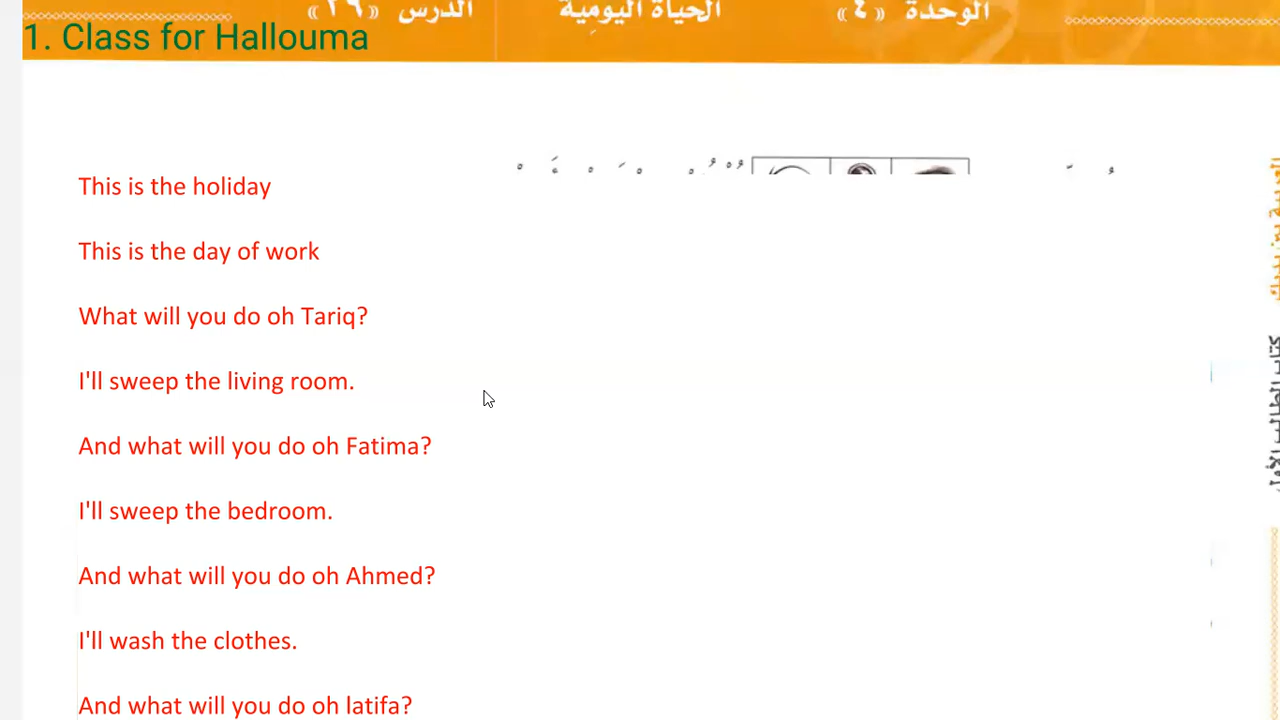 الوحدة «٤» الحياة اليومية الدرس «٢٩»
1. Class for Hallouma
This is the holiday
This is the day of work
What will you do oh Tariq?
I'll sweep the living room.
And what will you do oh Fatima?
I'll sweep the bedroom.
And what will you do oh Ahmed?
I'll wash the clothes.
And what will you do oh latifa?